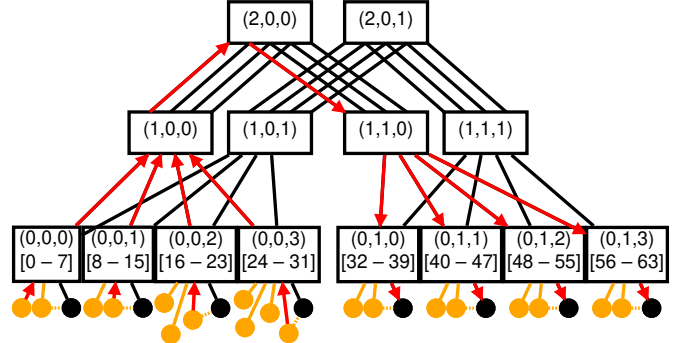 (2,0,0) (2,0,1)
(1,0,0) (1,0,1) (1,1,0) (1,1,1)
(0,0,0) (0,0,1) (0,0,2) (0,0,3) (0,1,0) (0,1,1) (0,1,2) (0,1,3)
[0 – 7] [8 – 15] [16 – 23] [24 – 31] [32 – 39] [40 – 47] [48 – 55] [56 – 63]